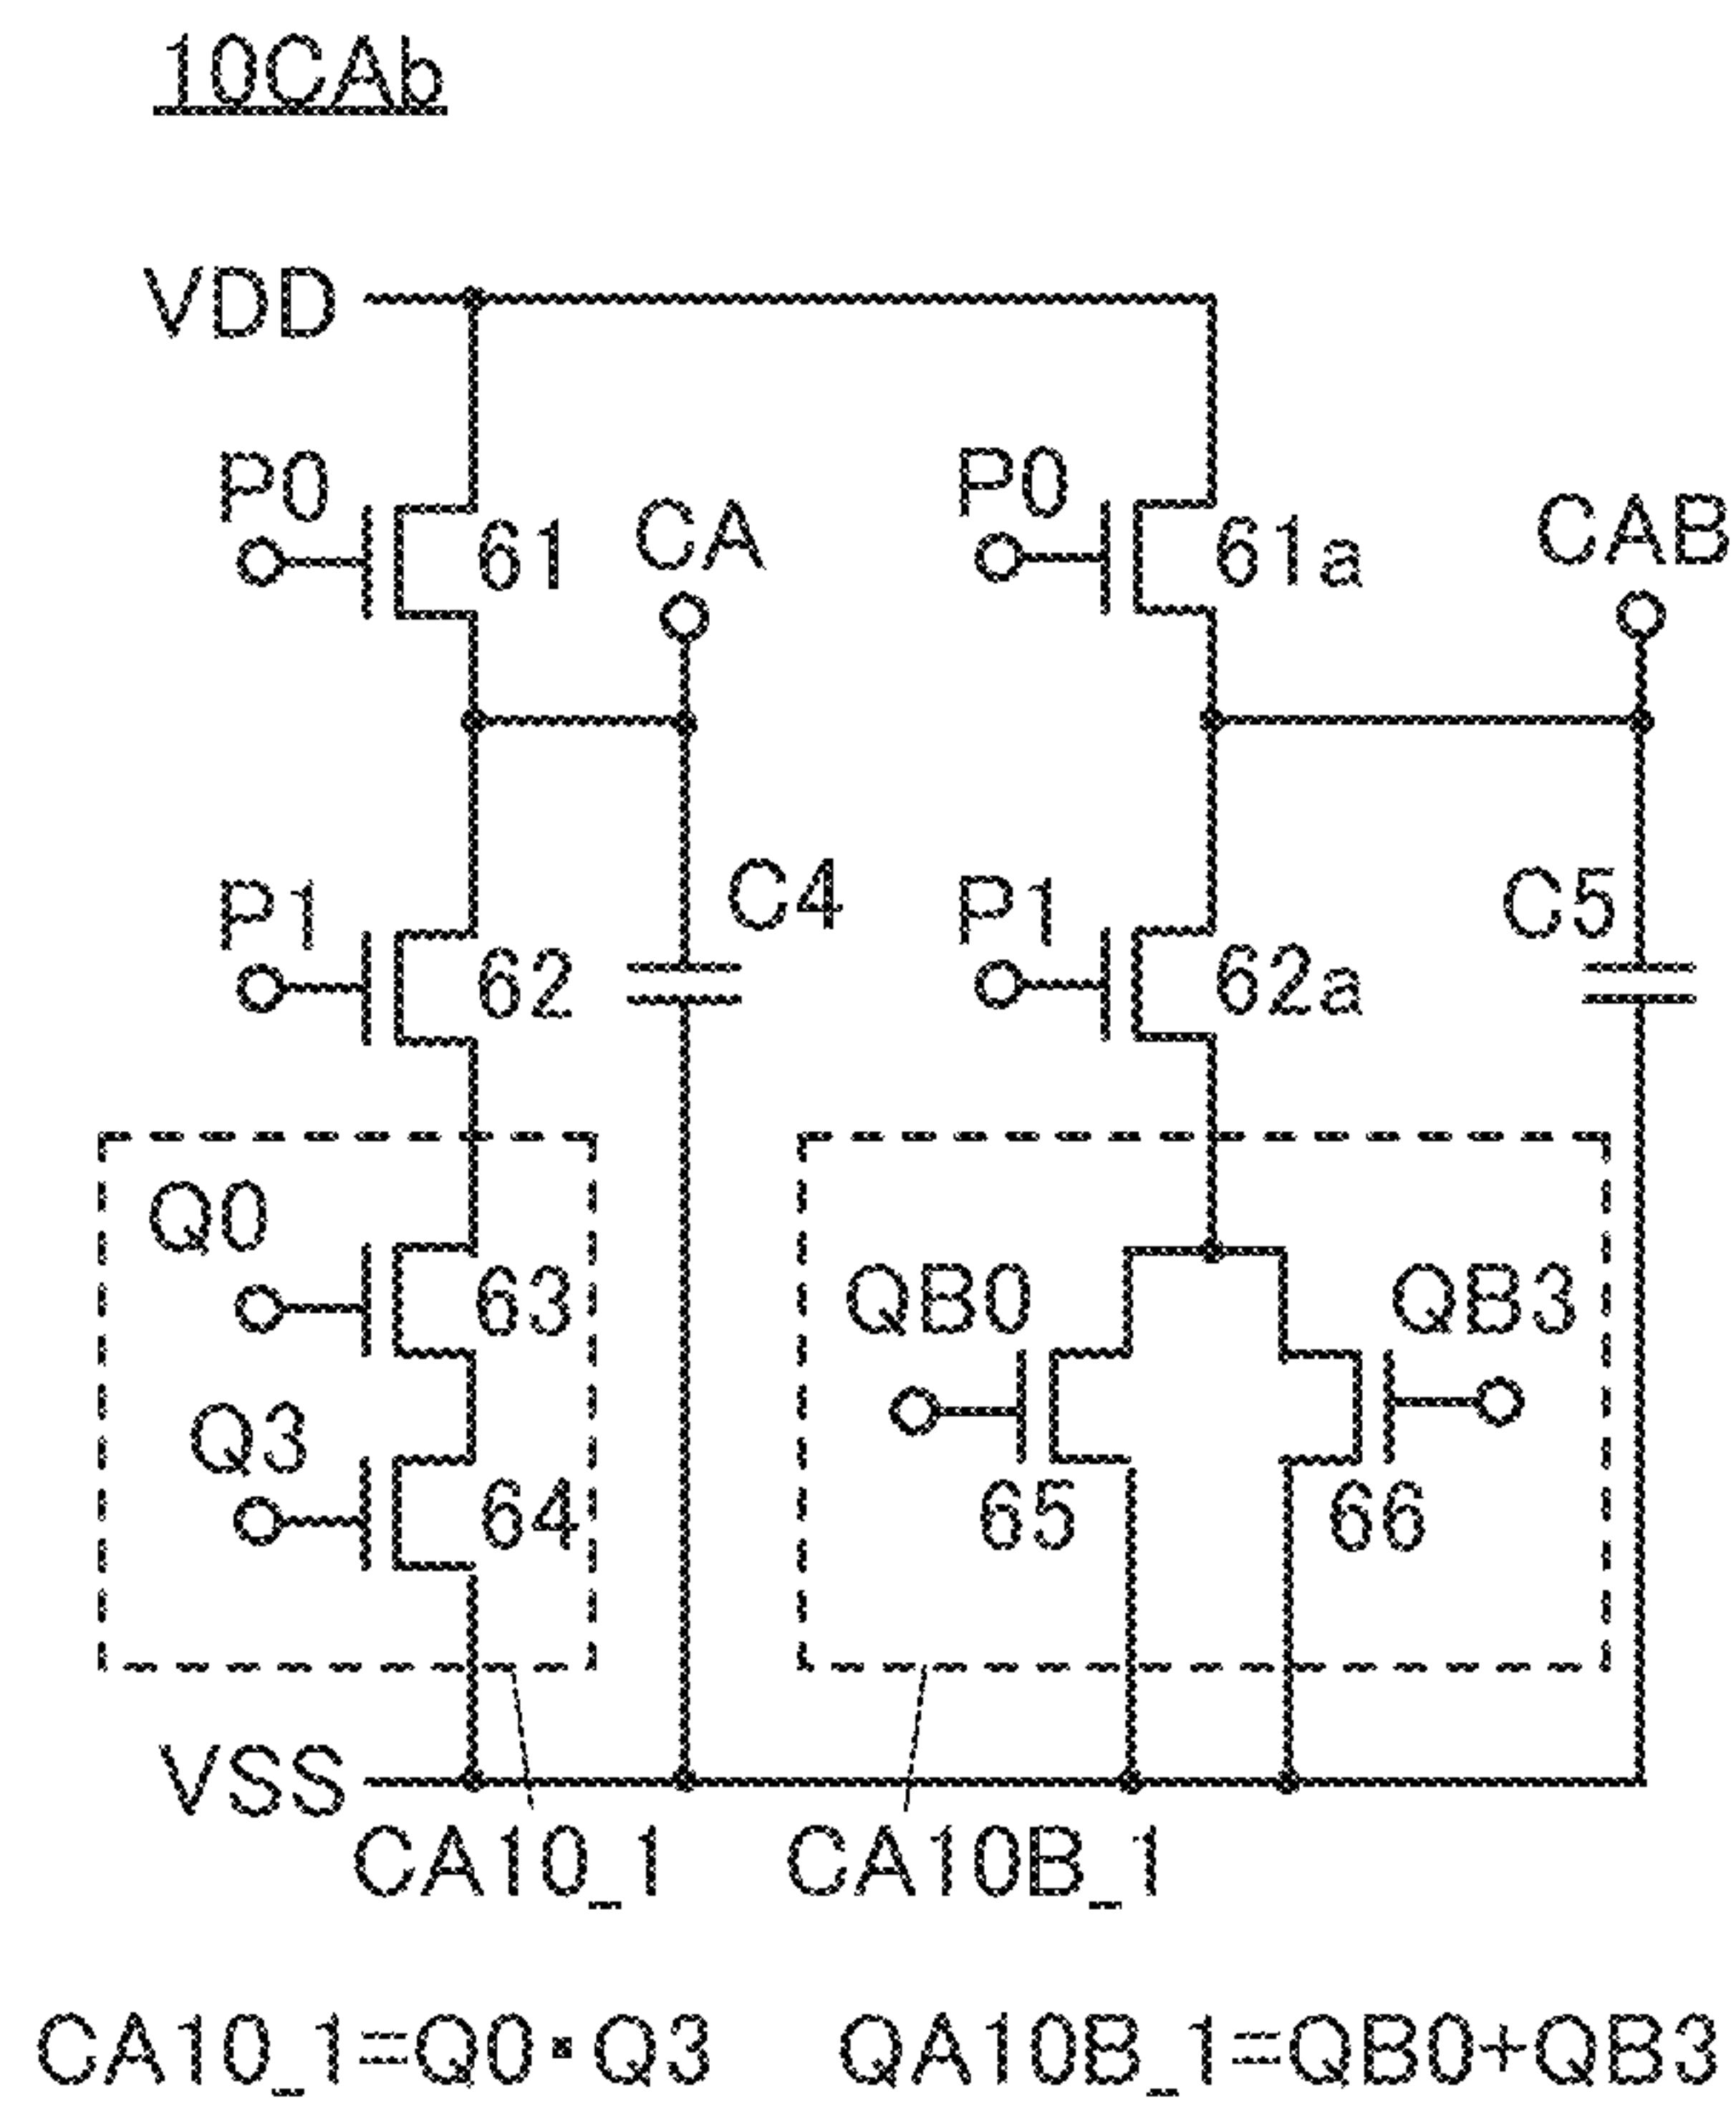 10CAb
VDD
P0
61
CA
P0
61a
CAB
P1
62
C4
P1
62a
C5
Q0
63
QB0
QB3
Q3
64
65
66
VSS
CA10_1
CA10B_1
CA10_1=Q0·Q3
QA10B_1=QB0+QB3